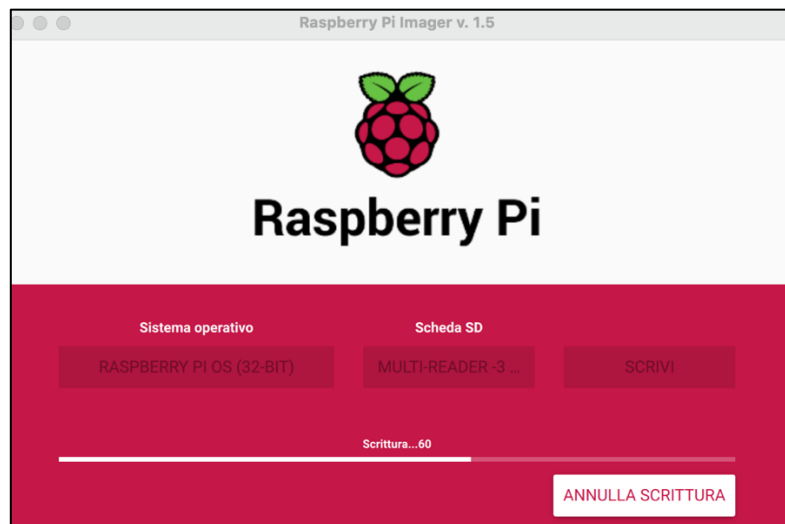 Raspberry Pi Imager v. 1.5
Raspberry Pi
Sistema operativo
Scheda SD
RASPBERRY PI OS (32-BIT)
MULTI-READER -3 ...
SCRIVI
Scrittura...60
ANNULLA SCRITTURA